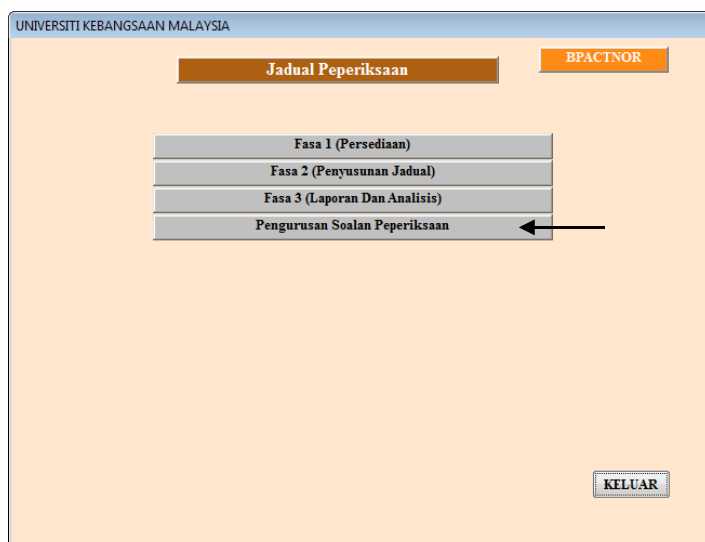 UNIVERSITI KEBANGSAAN MALAYSIA
Jadual Peperiksaan
BPACTNOR
Fasa 1 (Persediaan)
Fasa 2 (Penyusunan Jadual)
Fasa 3 (Laporan Dan Analisis)
Pengurusan Soalan Peperiksaan
KELUAR